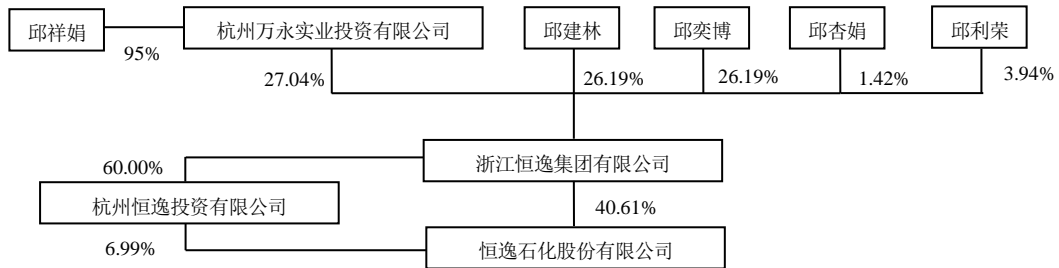 邱祥娟 杭州万永实业投资有限公司 邱建林 邱奕博 邱杏娟 邱利荣
95%
27.04% 26.19% 26.19% 1.42% 3.94%
浙江恒逸集团有限公司
60.00%
杭州恒逸投资有限公司
40.61%
6.99%
恒逸石化股份有限公司